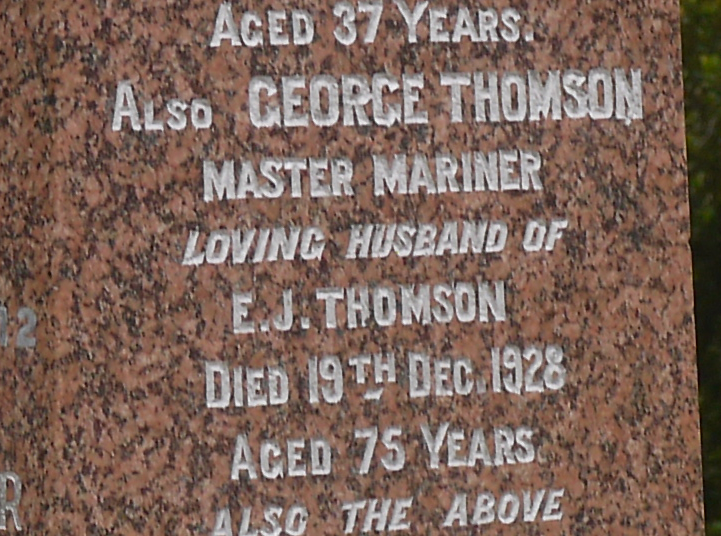 AGED 37 YEARS.
ALSO GEORGE THOMSON
MASTER MARINER
LOVING HUSBAND OF
E.J. THOMSON
DIED 19TH DEC. 1928
AGED 75 YEARS
ALSO THE ABOVE
12
R